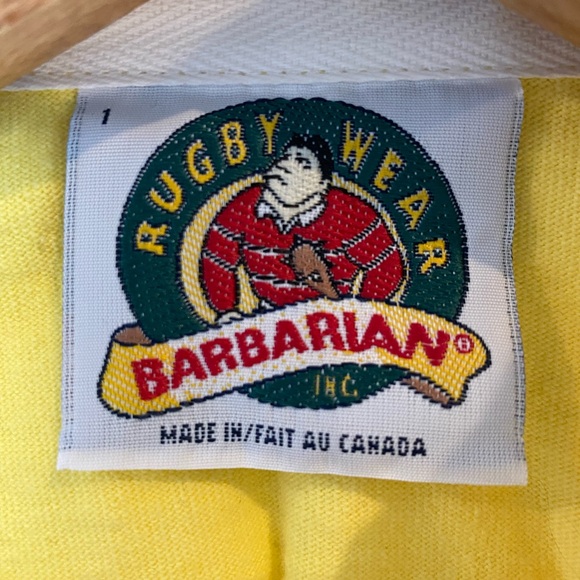 1
RUGBY WEAR
BARBARIAN®
INC.
MADE IN/FAIT AU CANADA